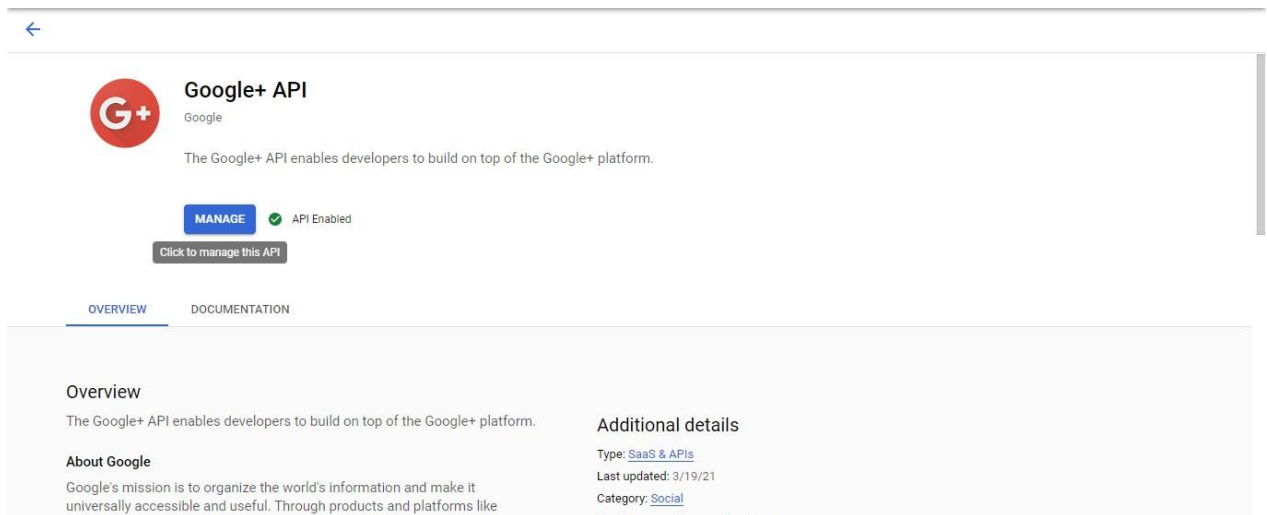 Google+ API
G+
Google
The Google+ API enables developers to build on top of the Google+ platform.
MANAGE API Enabled
Click to manage this API
OVERVIEW DOCUMENTATION
Overview
The Google+ API enables developers to build on top of the Google+ platform.
About Google
Google's mission is to organize the world's information and make it
universally accessible and useful. Through products and platforms like
Additional details
Type: SaaS & APIs
Last updated: 3/19/21
Category: Social